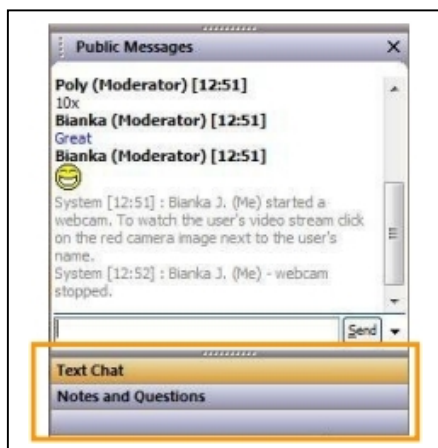 Public Messages
Poly (Moderator) [12:51]
10x
Bianka (Moderator) [12:51]
Great
Bianka (Moderator) [12:51]
System [12:51] : Bianka J. (Me) started a
webcam. To watch the user's video stream click
on the red camera image next to the user's
name.
System [12:52] : Bianka J. (Me) - webcam
stopped.
Send
Text Chat
Notes and Questions